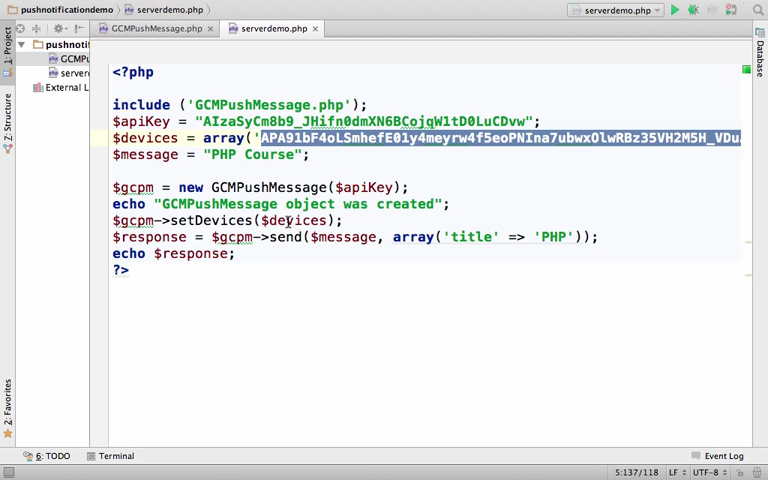 pushnotificationdemo
serverdemo.php
serverdemo.php
GCMPushMessage.php
serverdemo.php
1: Project
pushnoti
GCMPu
server
External L
7: Structure
2: Favorites
Database
<?php
include ('GCMPushMessage.php');
$apiKey = "AIzaSyCm8b9_JHifn0dmXN6BCojqW1tD0LuCDvw";
$devices = array('APA91bF4oLSmhefE01y4meyrw4f5eoPNIna7ubwxOlwRBz35VH2M5H_VDu
$message = "PHP Course";
$gcpm = new GCMPushMessage($apiKey);
echo "GCMPushMessage object was created";
$gcpm->setDevices($devices);
$response = $gcpm->send($message, array('title' => 'PHP'));
echo $response;
?>
6: TODO
Terminal
Event Log
5:137/118
LF
UTF-8